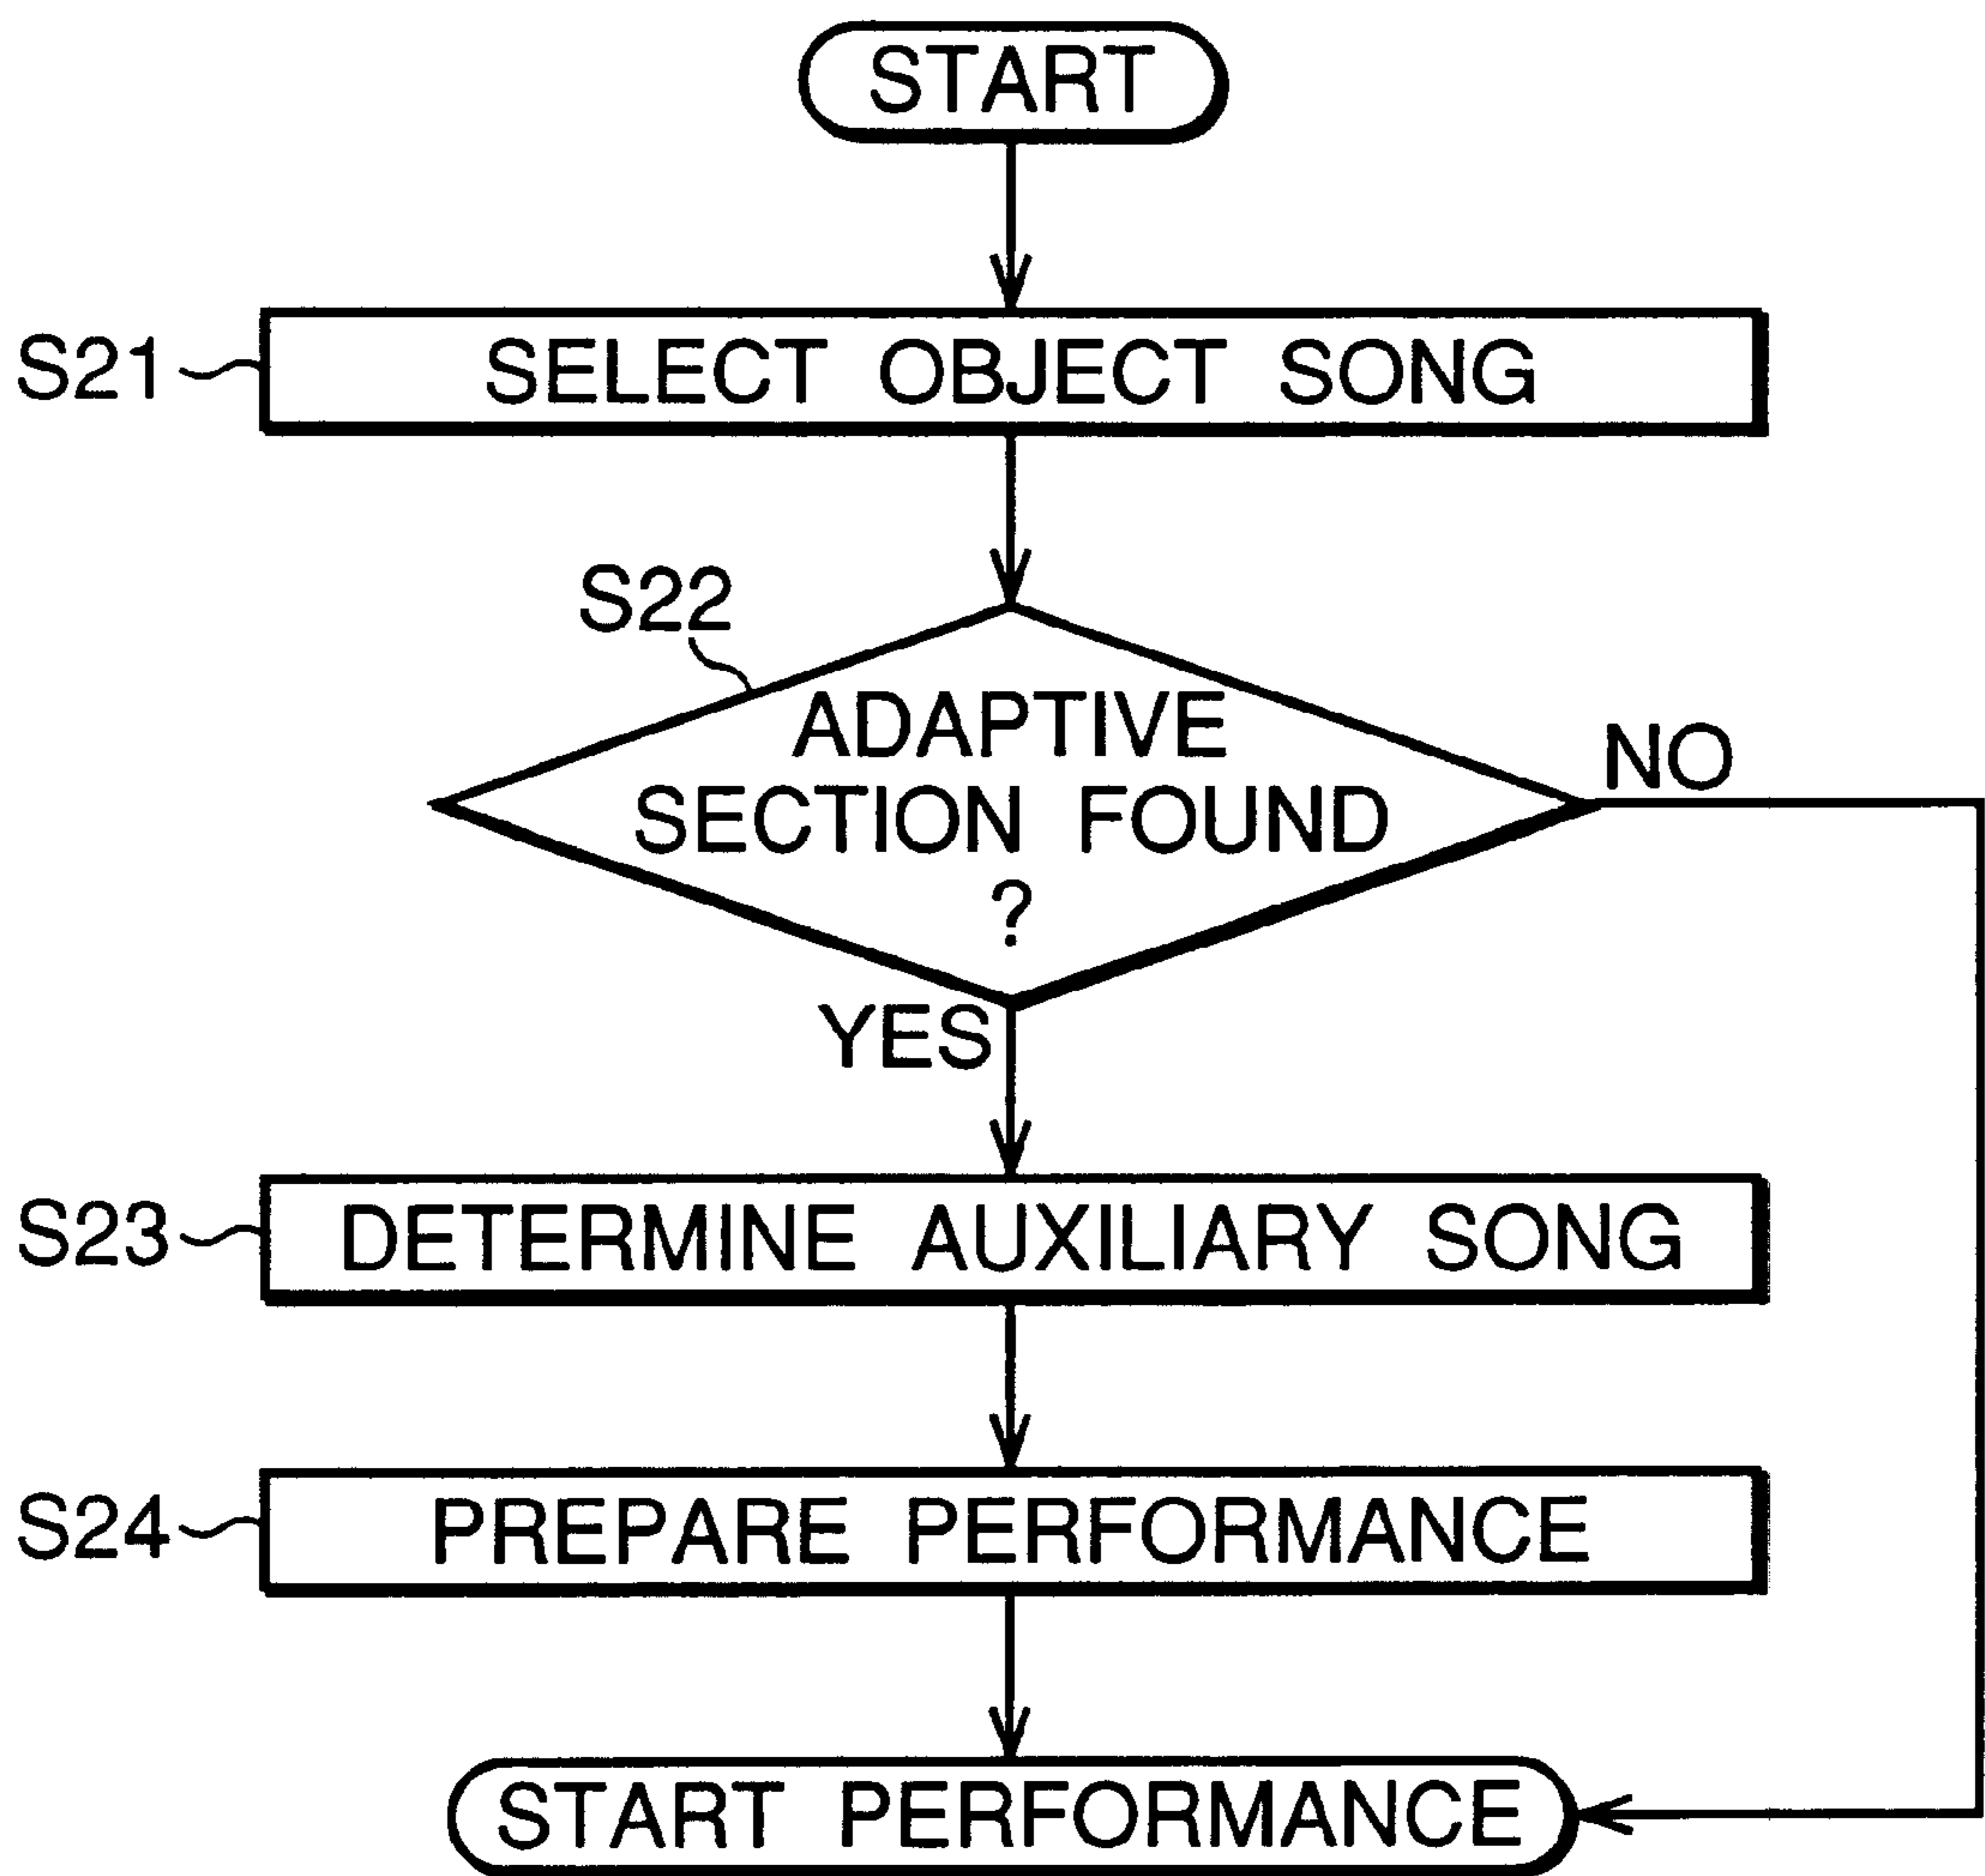 START
S21
SELECT OBJECT SONG
S22
ADAPTIVE
SECTION FOUND
?
NO
YES
S23
DETERMINE AUXILIARY SONG
S24
PREPARE PERFORMANCE
START PERFORMANCE